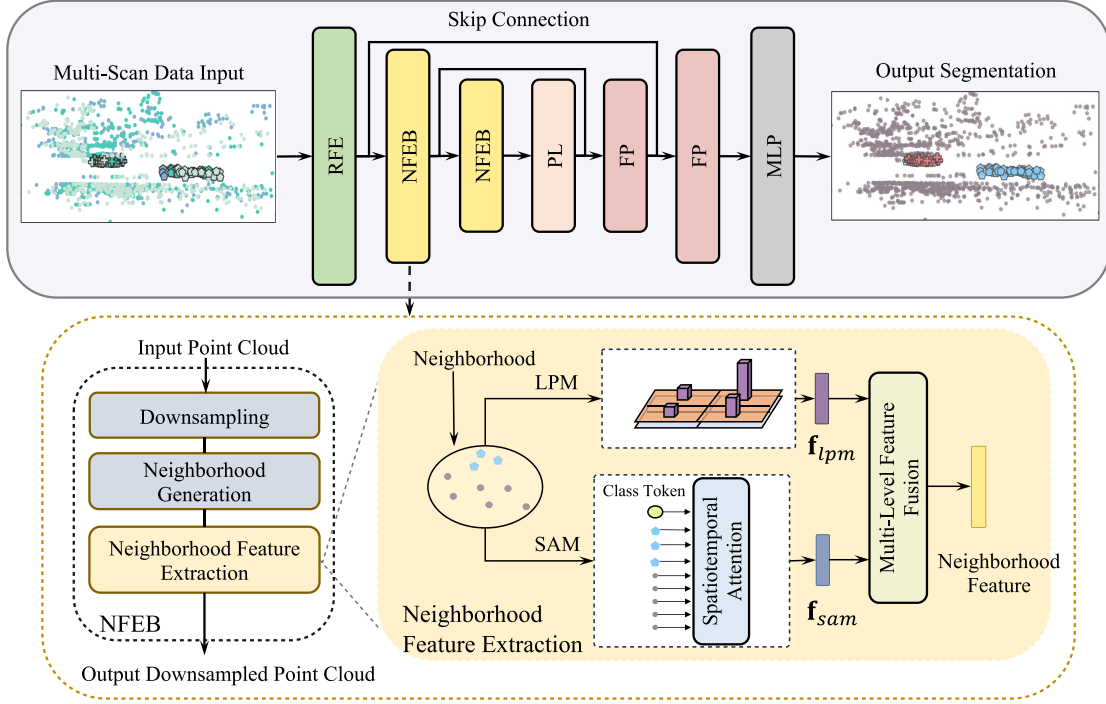 Skip Connection
Multi-Scan Data Input
Output Segmentation
RFE
NFEB
NFEB
PL
FP
FP
MLP
Input Point Cloud
Downsampling
Neighborhood
Generation
Neighborhood Feature
Extraction
NFEB
Output Downsampled Point Cloud
Neighborhood
LPM
SAM
Class Token
Spatiotemporal
Attention
f_lpm
f_sam
Multi-Level Feature
Fusion
Neighborhood
Feature
Neighborhood
Feature Extraction